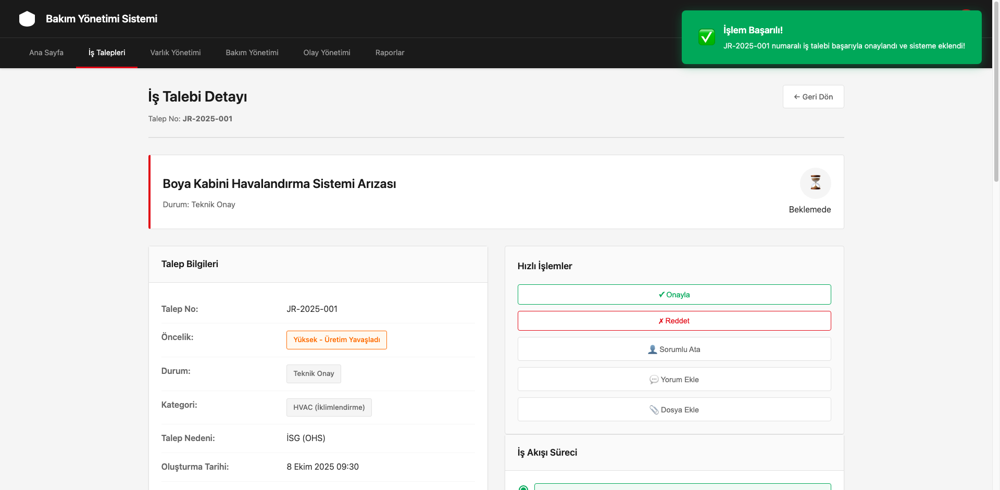 Bakım Yönetimi Sistemi
İşlem Başarılı!
JR-2025-001 numaralı iş talebi başarıyla onaylandı ve sisteme eklendi!
Ana Sayfa
İş Talepleri
Varlık Yönetimi
Bakım Yönetimi
Olay Yönetimi
Raporlar
İş Talebi Detayı
← Geri Dön
Talep No: JR-2025-001
Boya Kabini Havalandırma Sistemi Arızası
Durum: Teknik Onay
Beklemede
Talep Bilgileri
Talep No: JR-2025-001
Öncelik: Yüksek - Üretim Yavaşladı
Durum: Teknik Onay
Kategori: HVAC (İklimlendirme)
Talep Nedeni: İSG (OHS)
Oluşturma Tarihi: 8 Ekim 2025 09:30
Hızlı İşlemler
✓ Onayla
✗ Reddet
Sorumlu Ata
Yorum Ekle
Dosya Ekle
İş Akışı Süreci